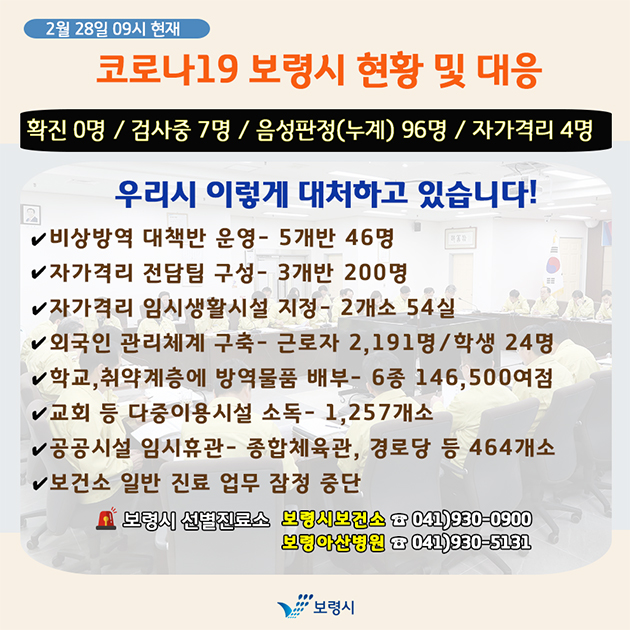 2월 28일 09시 현재
코로나19 보령시 현황 및 대응
확진 0명 / 검사중 7명 / 음성판정(누계) 96명 / 자가격리 4명
우리시 이렇게 대처하고 있습니다!
✔비상방역 대책반 운영- 5개반 46명
✔자가격리 전담팀 구성- 3개반 200명
✔자가격리 임시생활시설 지정- 2개소 54실
✔외국인 관리체계 구축- 근로자 2,191명/학생 24명
✔학교,취약계층에 방역물품 배부- 6종 146,500여점
✔교회 등 다중이용시설 소독- 1,257개소
✔공공시설 임시휴관- 종합체육관, 경로당 등 464개소
✔보건소 일반 진료 업무 잠정 중단
보령시 선별진료소 보령시보건소 ☎ 041)930-0900
보령아산병원 ☎ 041)930-5131
보령시